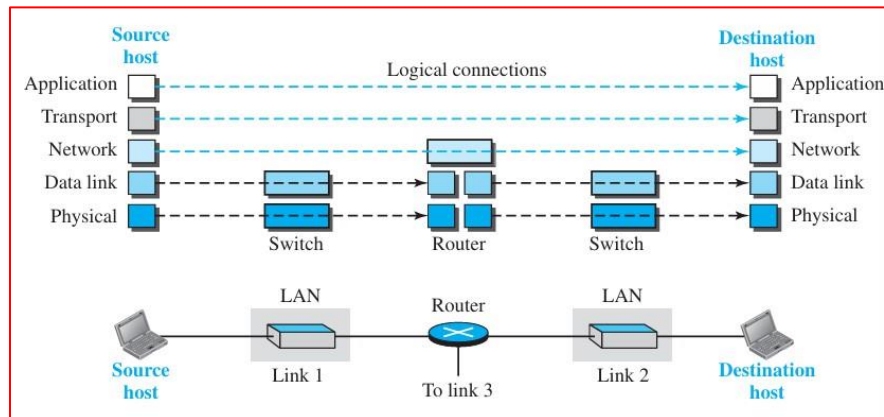 Source
host
Destination
host
Logical connections
Application
Application
Transport
Transport
Network
Network
Data link
Data link
Physical
Physical
Switch
Router
Switch
LAN
Router
LAN
Source
host
Link 1
To link 3
Link 2
Destination
host